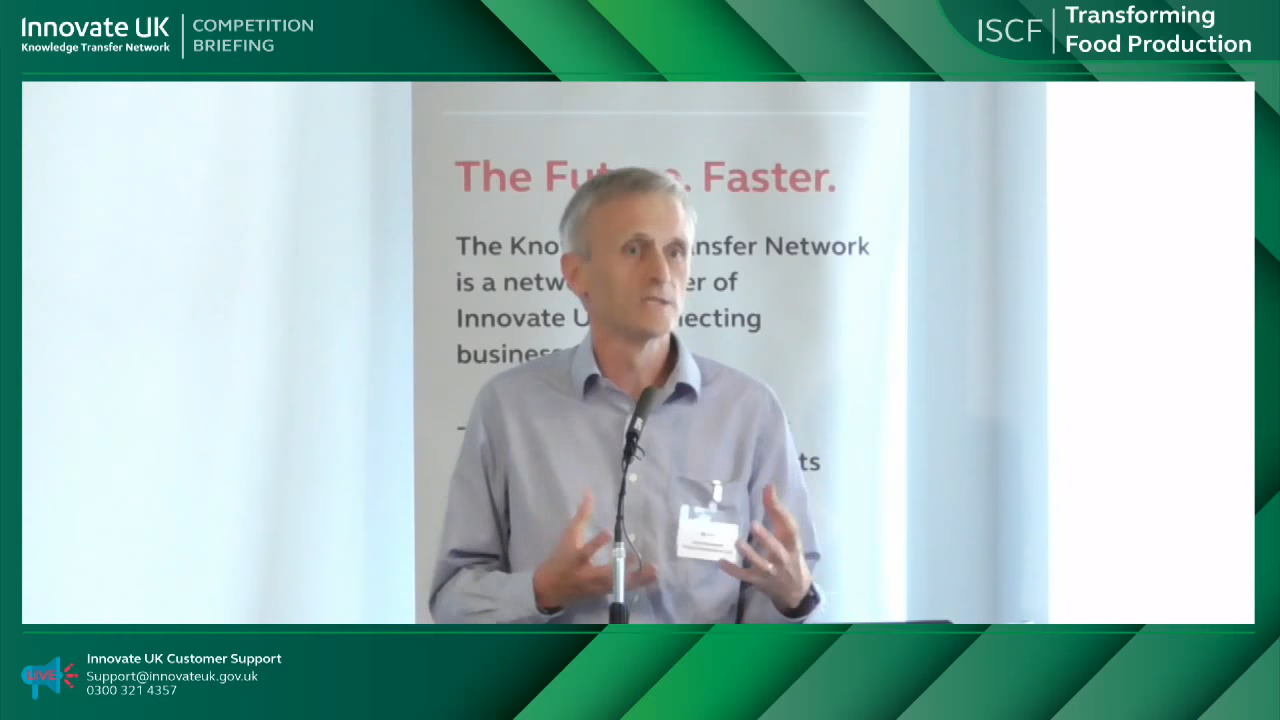 Innovate UK
Knowledge Transfer Network
COMPETITION
BRIEFING
ISCF
Transforming
Food Production
The Fu . Faster.
The Kno nsfer Network
is a netw er of
Innovate U ecting
business
ts
LIVE
Innovate UK Customer Support
Support@innovateuk.gov.uk
0300 321 4357